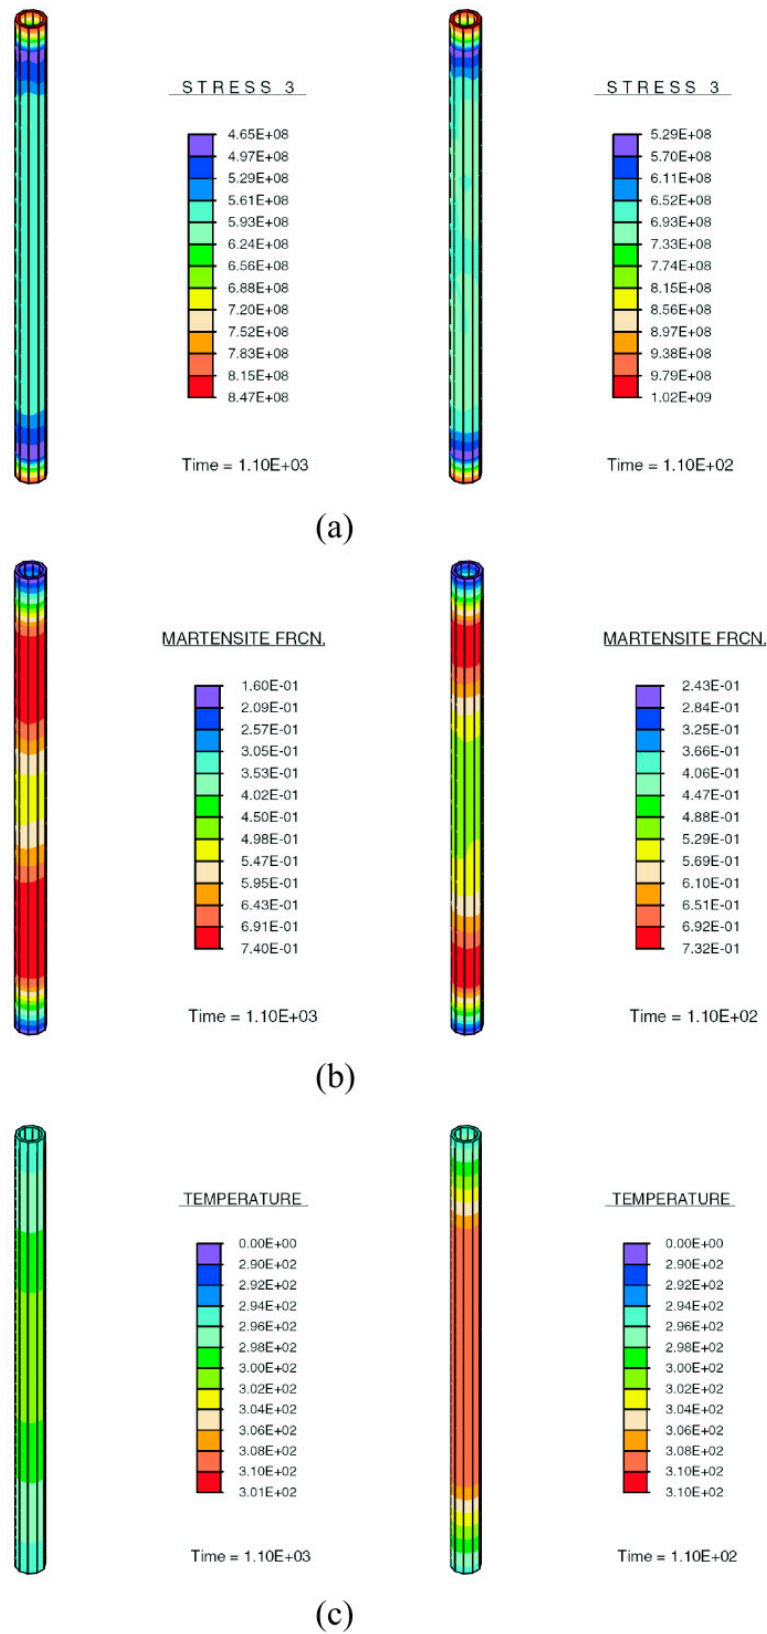 STRESS 3
4.65E+08
4.97E+08
5.29E+08
5.61E+08
5.93E+08
6.24E+08
6.56E+08
6.88E+08
7.20E+08
7.52E+08
7.83E+08
8.15E+08
8.47E+08
Time = 1.10E+03
STRESS 3
5.29E+08
5.70E+08
6.11E+08
6.52E+08
6.93E+08
7.33E+08
7.74E+08
8.15E+08
8.56E+08
8.97E+08
9.38E+08
9.79E+08
1.02E+09
Time = 1.10E+02
(a)
MARTENSITE FRCN.
1.60E-01
2.09E-01
2.57E-01
3.05E-01
3.53E-01
4.02E-01
4.50E-01
4.98E-01
5.47E-01
5.95E-01
6.43E-01
6.91E-01
7.40E-01
Time = 1.10E+03
MARTENSITE FRCN.
2.43E-01
2.84E-01
3.25E-01
3.66E-01
4.06E-01
4.47E-01
4.88E-01
5.29E-01
5.69E-01
6.10E-01
6.51E-01
6.92E-01
7.32E-01
Time = 1.10E+02
(b)
TEMPERATURE
0.00E+00
2.90E+02
2.92E+02
2.94E+02
2.96E+02
2.98E+02
3.00E+02
3.02E+02
3.04E+02
3.06E+02
3.08E+02
3.10E+02
3.01E+02
Time = 1.10E+03
TEMPERATURE
0.00E+00
2.90E+02
2.92E+02
2.94E+02
2.96E+02
2.98E+02
3.00E+02
3.02E+02
3.04E+02
3.06E+02
3.08E+02
3.10E+02
3.10E+02
Time = 1.10E+02
(c)